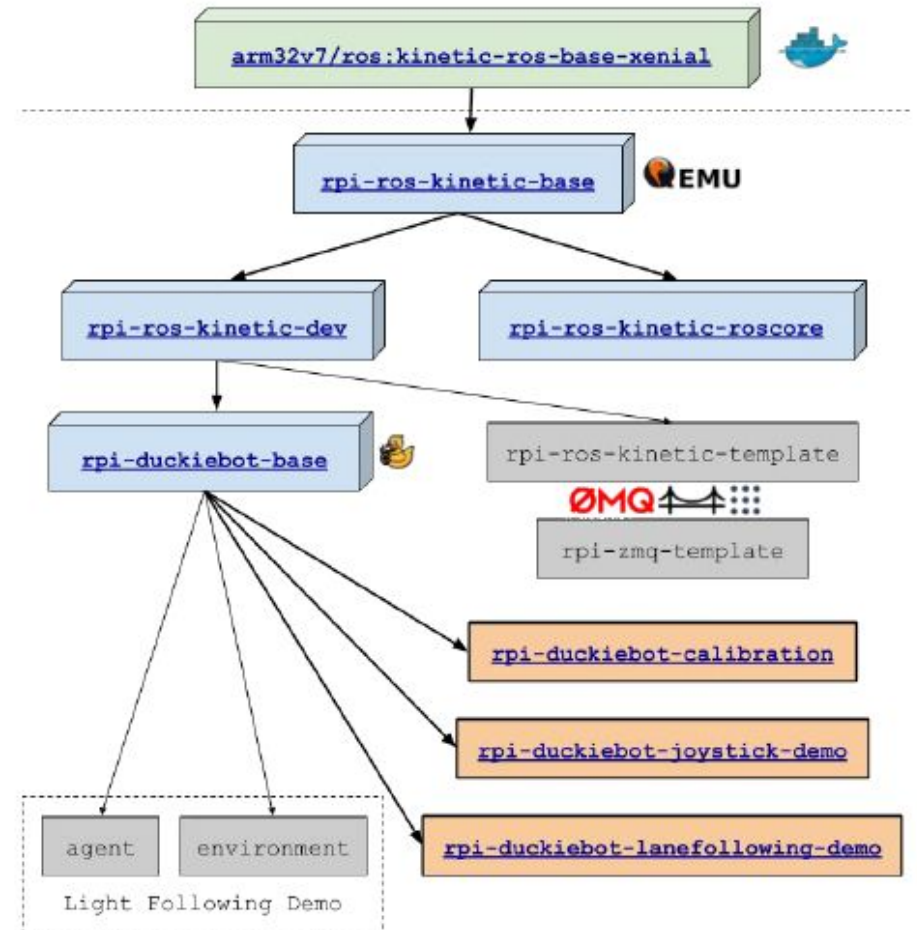 arm32v7/ros:kinetic-ros-base-xenial
rpi-ros-kinetic-base
QEMU
rpi-ros-kinetic-dev
rpi-ros-kinetic-roscore
rpi-duckiebot-base
rpi-ros-kinetic-template
ØMQ
rpi-zmq-template
rpi-duckiebot-calibration
rpi-duckiebot-joystick-demo
agent
environment
rpi-duckiebot-lanefollowing-demo
Light Following Demo